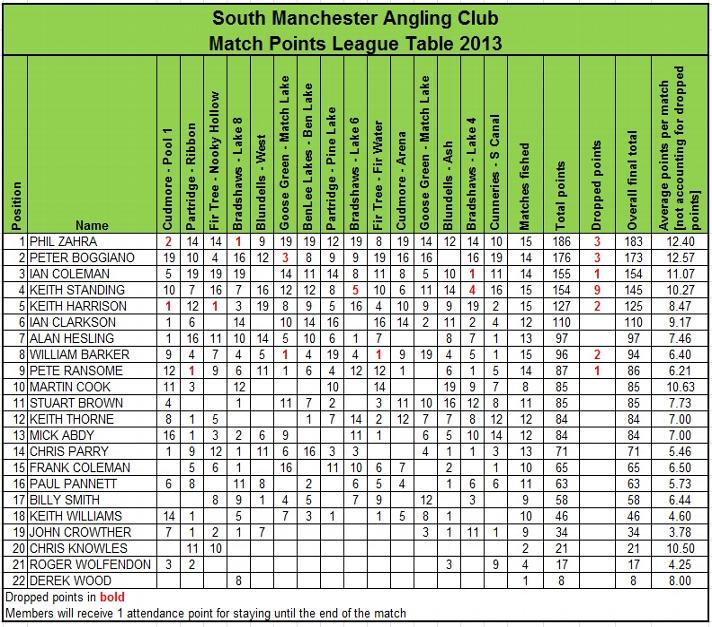 South Manchester Angling Club
Match Points League Table 2013
Position Name Cudmore - Pool 1 Partridge - Ribbon Fir Tree - Nooky Hollow Bradshaws - Lake 8 Blundells - West Goose Green - Match Lake BenLee Lakes - Ben Lake Partridge - Pine Lake Bradshaws - Lake 6 Fir Tree - Fir Water Cudmore - Arena Goose Green - Match Lake Blundells - Ash Bradshaws - Lake 4 Cunneries - S Canal Matches fished Total points Dropped points Overall final total Average points per match [not accounting for dropped points]
1 PHIL ZAHRA 2 14 14 1 9 19 19 12 19 8 19 14 12 14 10 15 186 3 183 12.40
2 PETER BOGGIANO 19 10 4 16 12 3 8 9 9 19 16 16 16 19 14 176 3 173 12.57
3 IAN COLEMAN 5 19 19 19 14 11 14 8 11 8 5 10 1 11 14 155 1 154 11.07
4 KEITH STANDING 10 7 16 7 16 12 12 8 5 10 6 11 14 4 16 15 154 9 145 10.27
5 KEITH HARRISON 1 12 1 3 19 8 9 5 16 4 10 9 9 19 2 15 127 2 125 8.47
6 IAN CLARKSON 1 6 14 10 14 16 16 14 2 11 2 4 12 110 110 9.17
7 ALAN HESLING 1 16 11 10 14 5 10 6 1 7 8 7 1 13 97 97 7.46
8 WILLIAM BARKER 9 4 7 4 5 1 4 19 4 1 9 19 4 5 1 15 96 2 94 6.40
9 PETE RANSOME 12 1 9 6 11 1 6 4 12 12 1 6 1 5 14 87 1 86 6.21
10 MARTIN COOK 11 3 12 10 14 19 9 7 8 85 85 10.63
11 STUART BROWN 4 1 11 7 2 3 11 10 16 12 8 11 85 85 7.73
12 KEITH THORNE 8 1 5 1 7 14 2 12 7 7 8 12 12 84 84 7.00
13 MICK ABDY 16 1 3 2 6 9 11 1 6 5 10 14 12 84 84 7.00
14 CHRIS PARRY 1 9 12 1 11 6 16 3 3 4 1 1 3 13 71 71 5.46
15 FRANK COLEMAN 5 6 1 16 11 10 6 7 2 1 10 65 65 6.50
16 PAUL PANNETT 6 8 11 8 2 6 5 4 1 6 6 11 63 63 5.73
17 BILLY SMITH 8 9 1 4 5 7 9 12 3 9 58 58 6.44
18 KEITH WILLIAMS 14 1 5 7 3 1 1 5 8 1 10 46 46 4.60
19 JOHN CROWTHER 7 1 2 1 7 3 1 11 1 9 34 34 3.78
20 CHRIS KNOWLES 11 10 2 21 21 10.50
21 ROGER WOLFENDON 3 2 3 9 4 17 17 4.25
22 DEREK WOOD 8 1 8 8 8.00
Dropped points in bold
Members will receive 1 attendance point for staying until the end of the match